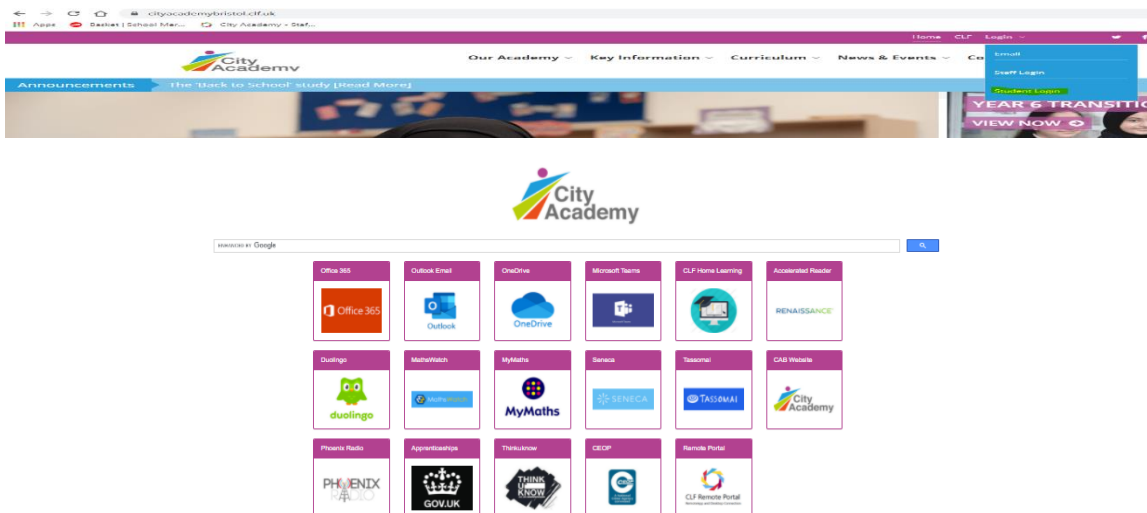 cityacademybristol.clf.uk
Apps Basket | School Mar... City Academy - Staf...
Home CLF Login
City Academy
Our Academy Key Information Curriculum News & Events Co
Email
Staff Login
Student Login
Announcements The 'Back to School' study [Read More]
YEAR 6 TRANSITIO
VIEW NOW
City
Academy
ENHANCED BY Google
Office 365 Outlook Email OneDrive Microsoft Teams CLF Home Learning Accelerated Reader
Office 365 Outlook OneDrive RENAISSANCE
Duolingo MathsWatch MyMaths Seneca Tassomai CAB Website
duolingo MathsWatch MyMaths SENECA TASSOMAI City Academy
Phoenix Radio Apprenticeships Thinkuknow CEOP Remote Portal
PHOENIX RADIO GOV.UK THINK U KNOW CEOP CLF Remote Portal